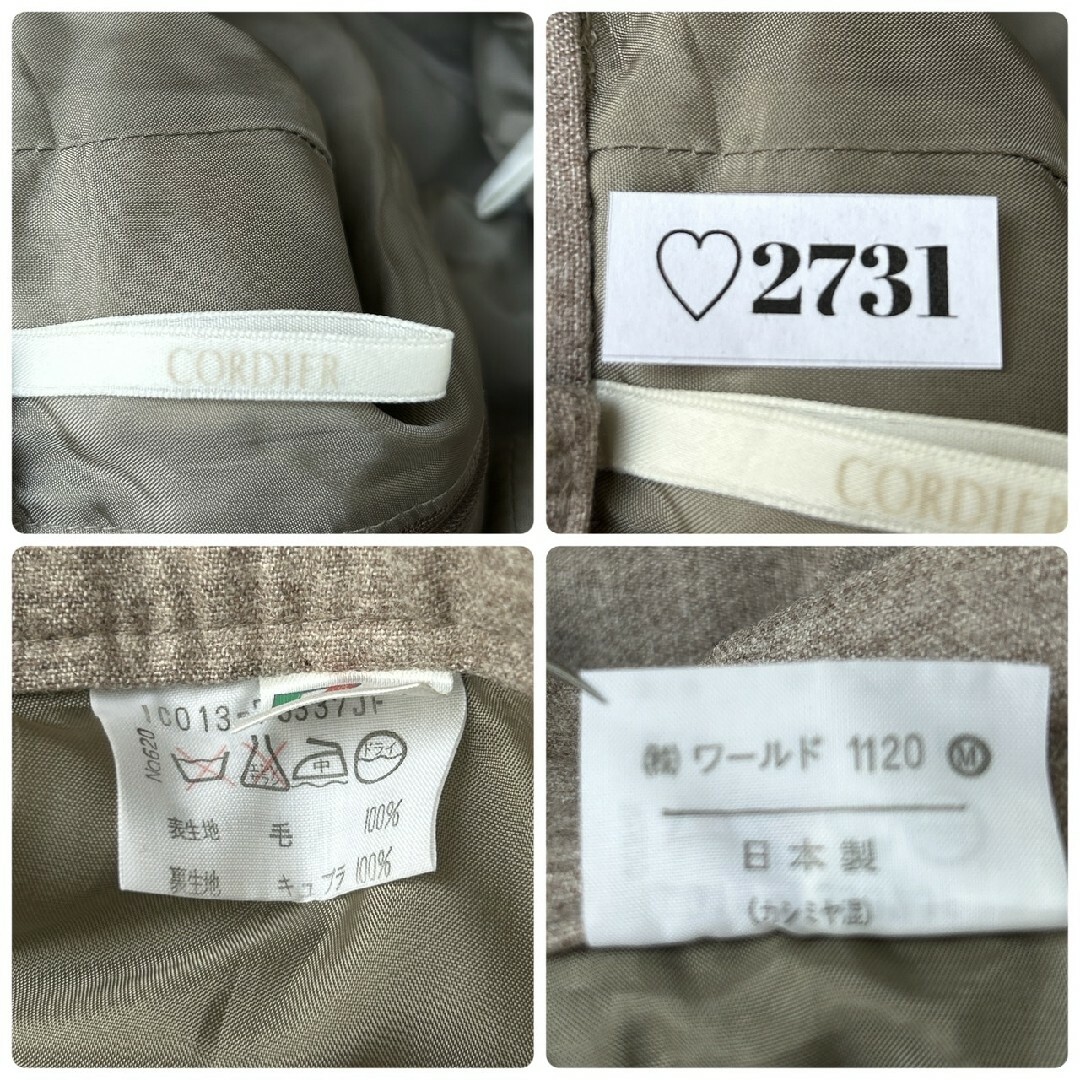 CORDIER
♡2731
CORDIER
No620
中 ドライ
表生地 毛 100%
裏生地 キュプラ 100%
㈱ワールド 1120 Ⓜ
日本製
(カシミヤ混)